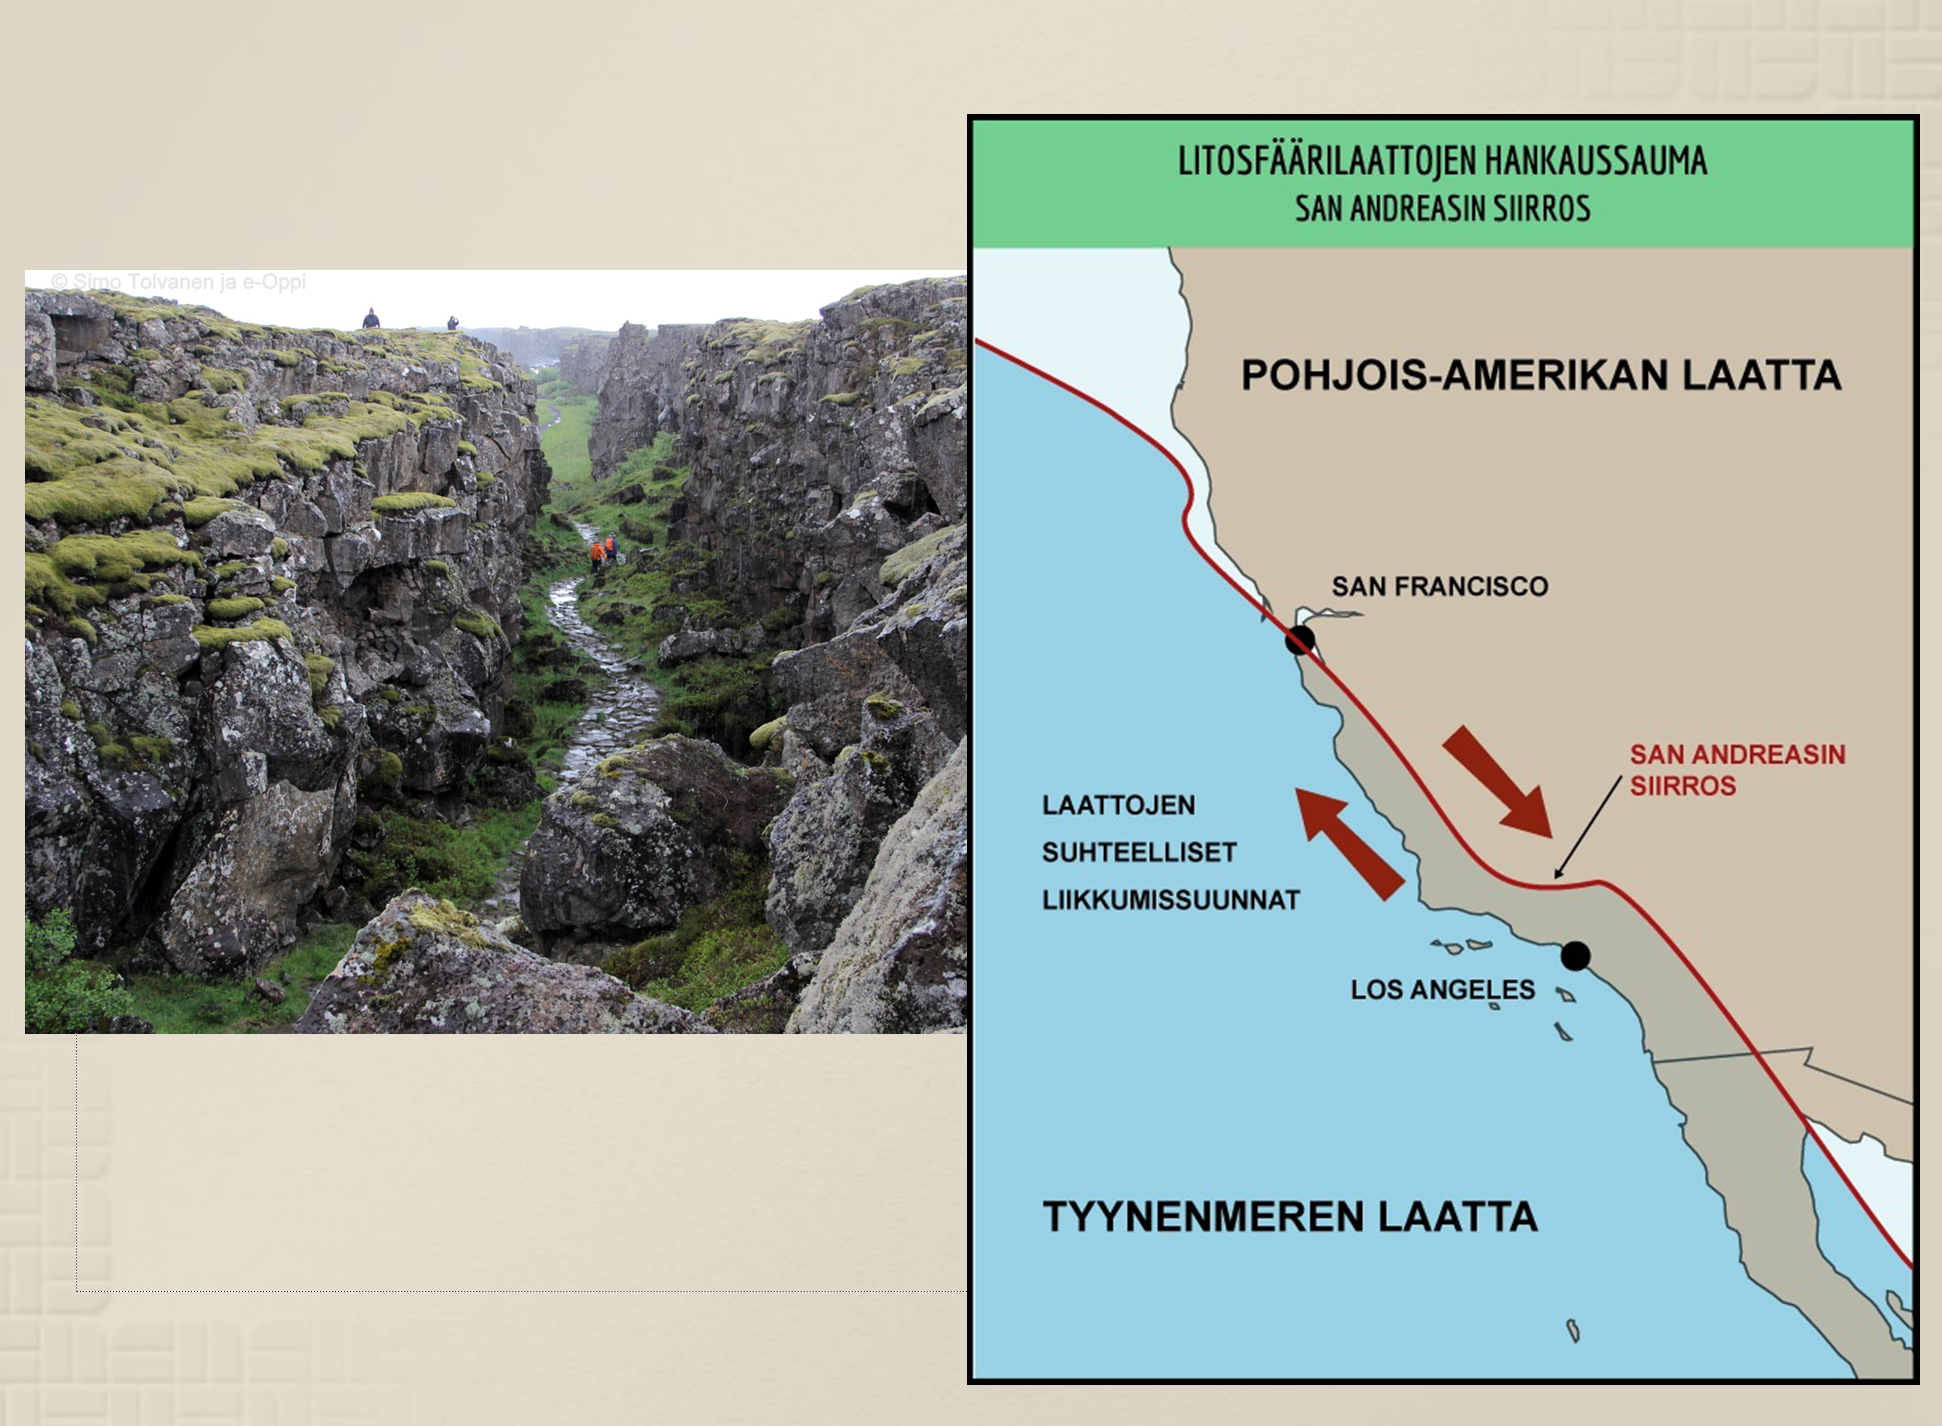 © Simo Tolvanen ja e-Oppi
LITOSFÄÄRILAATTOJEN HANKAUSSAUMA
SAN ANDREASIN SIIRROS
POHJOIS-AMERIKAN LAATTA
SAN FRANCISCO
SAN ANDREASIN
SIIRROS
LAATTOJEN
SUHTEELLISET
LIIKKUMISSUUNNAT
LOS ANGELES
TYYNENMEREN LAATTA